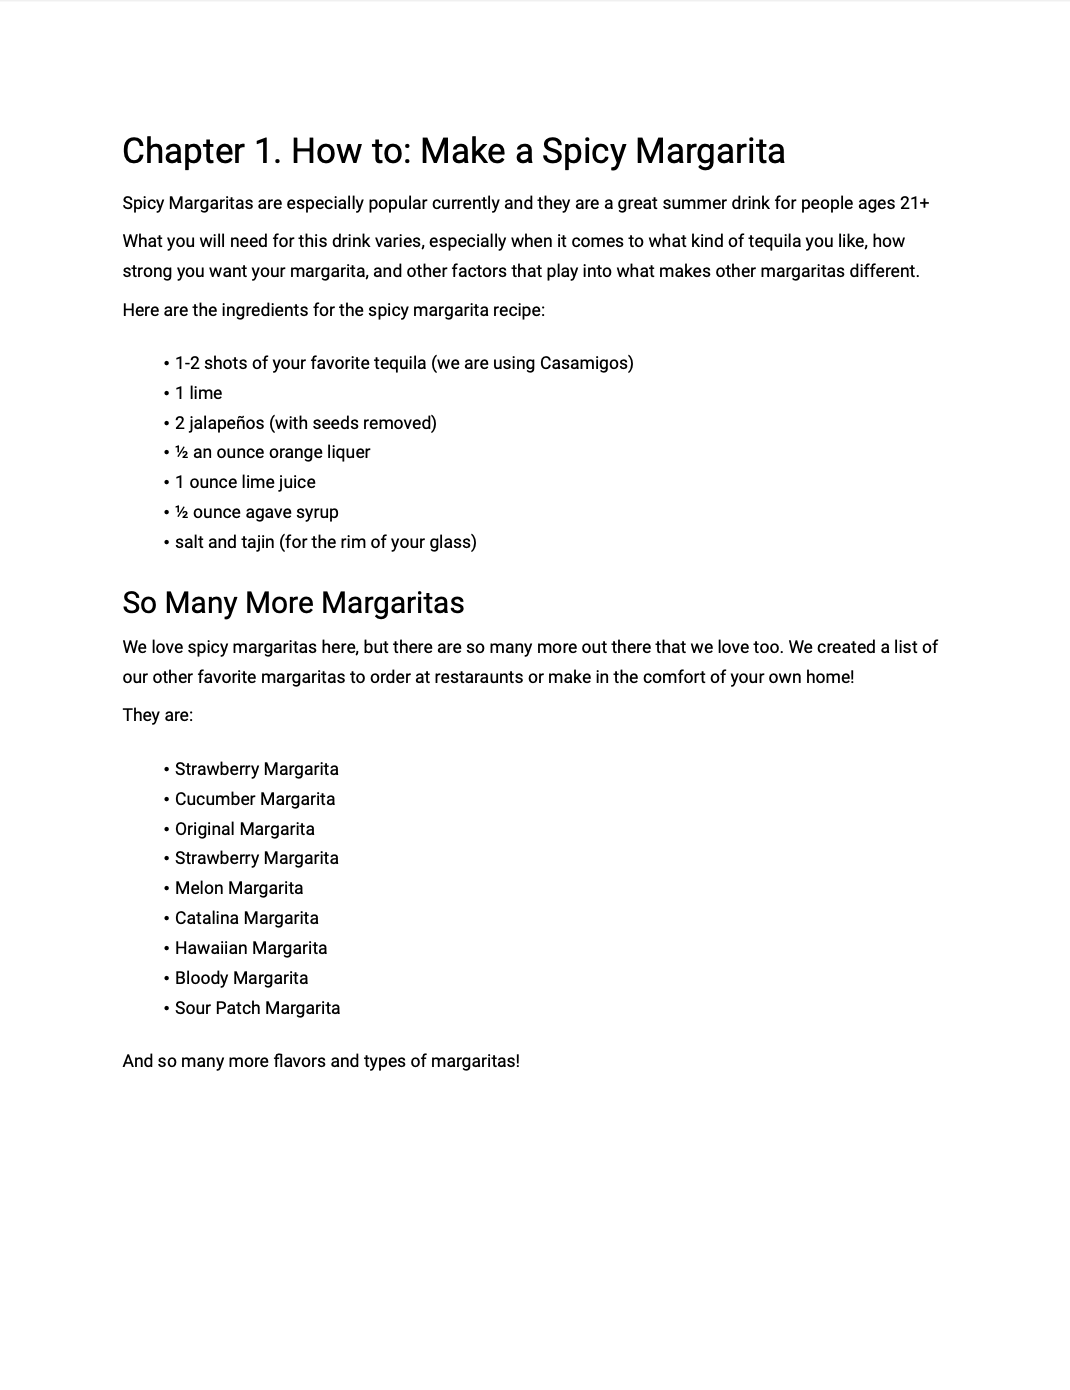 Chapter 1. How to: Make a Spicy Margarita
Spicy Margaritas are especially popular currently and they are a great summer drink for people ages 21+
What you will need for this drink varies, especially when it comes to what kind of tequila you like, how
strong you want your margarita, and other factors that play into what makes other margaritas different.
Here are the ingredients for the spicy margarita recipe:
• 1-2 shots of your favorite tequila (we are using Casamigos)
• 1 lime
• 2 jalapeños (with seeds removed)
• ½ an ounce orange liquer
• 1 ounce lime juice
• ½ ounce agave syrup
• salt and tajin (for the rim of your glass)
So Many More Margaritas
We love spicy margaritas here, but there are so many more out there that we love too. We created a list of
our other favorite margaritas to order at restaraunts or make in the comfort of your own home!
They are:
• Strawberry Margarita
• Cucumber Margarita
• Original Margarita
• Strawberry Margarita
• Melon Margarita
• Catalina Margarita
• Hawaiian Margarita
• Bloody Margarita
• Sour Patch Margarita
And so many more flavors and types of margaritas!